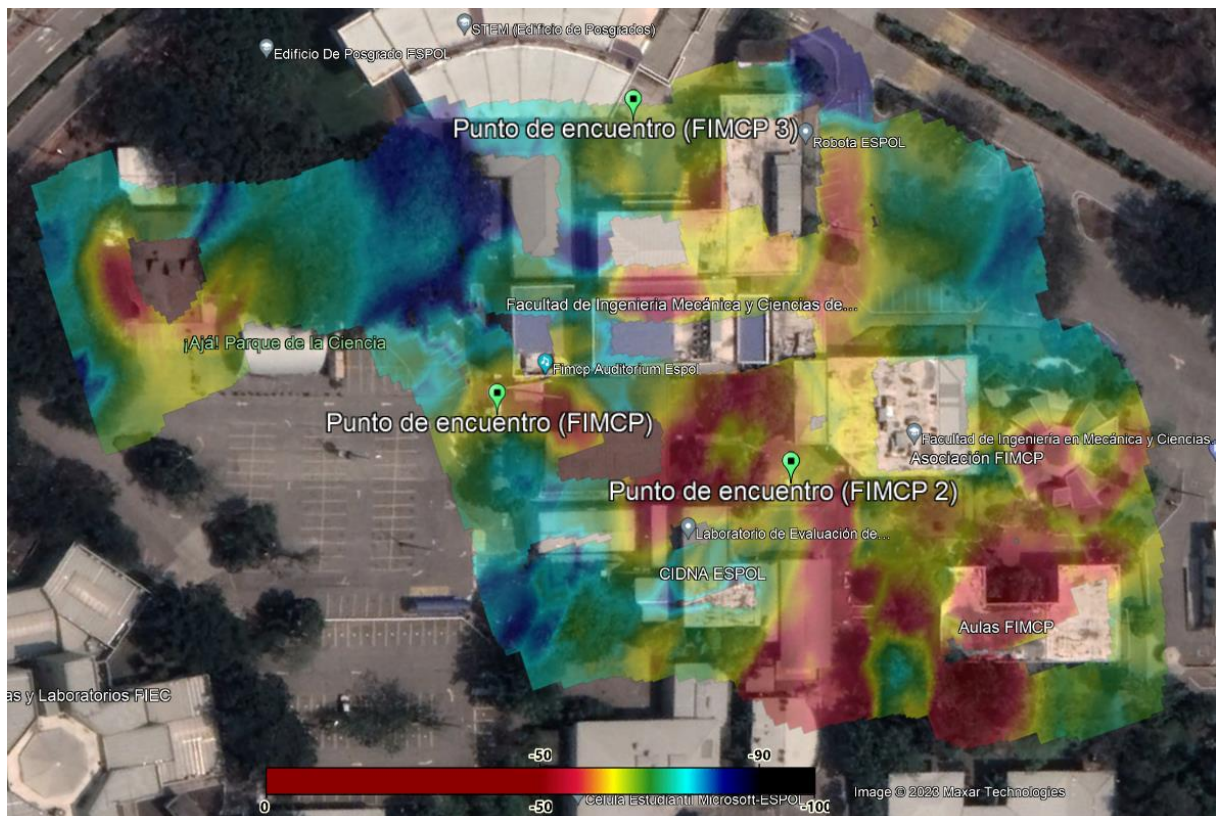 STEM (Edificio de Posgrados)
Edificio De Posgrado ESPOL
Punto de encuentro (FIMCP 3)
Robota ESPOL
Facultad de Ingeniería Mecánica y Ciencias de...
¡Ajá! Parque de la Ciencia
Fimcp Auditorium Espol
Punto de encuentro (FIMCP)
Facultad de Ingeniería en Mecánica y Ciencias...
Asociación FIMCP
Punto de encuentro (FIMCP 2)
Laboratorio de Evaluación de...
CIDNA ESPOL
Aulas FIMCP
as y Laboratorios FIEC
-50 -90
Célula Estudiantil Microsoft-ESPOL
0 -50 -100
Image © 2023 Maxar Technologies